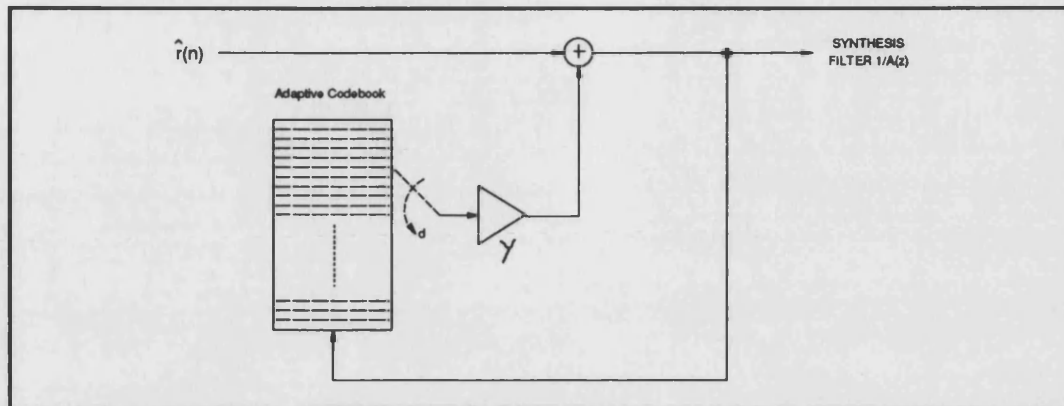 r̂(n)
+
SYNTHESIS
FILTER 1/A(z)
Adaptive Codebook
d
γ